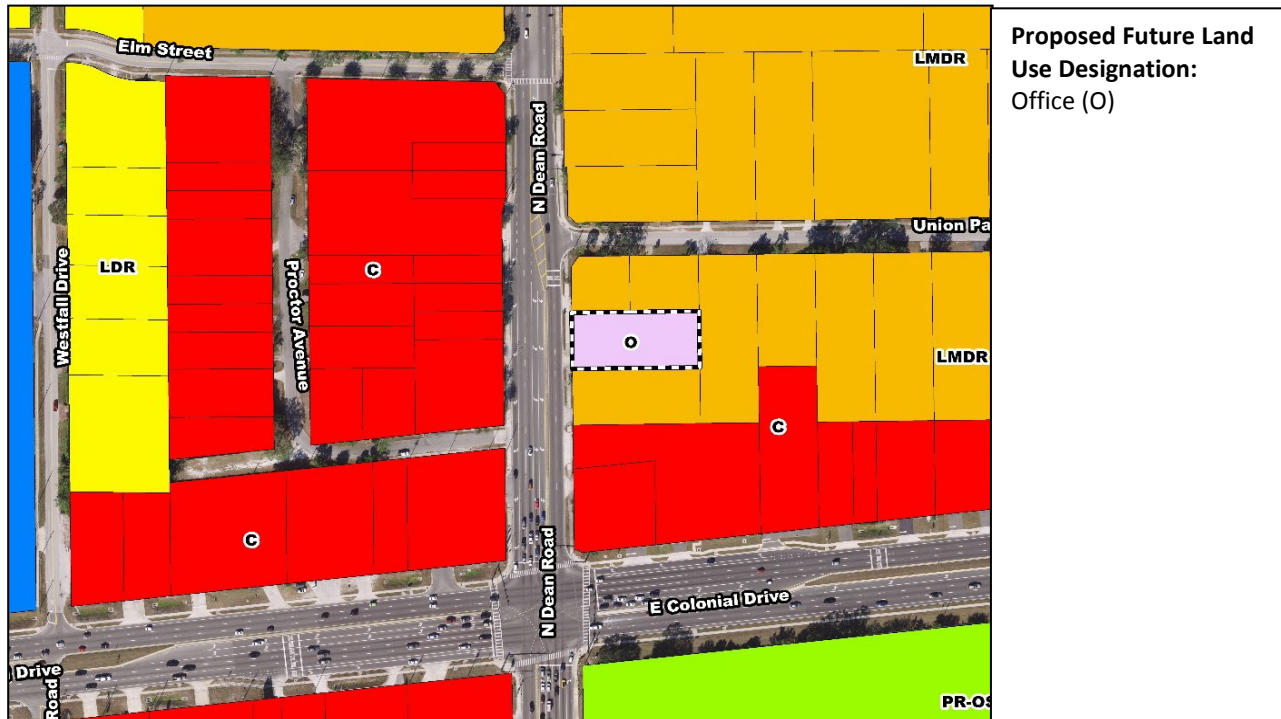 Elm Street
LMDR
Proposed Future Land
Use Designation:
Office (O)
N Dean Road
Union Pa
LDR
C
Westfall Drive
Proctor Avenue
O
LMDR
C
C
N Dean Road
E Colonial Drive
Drive
Road
PR-OS